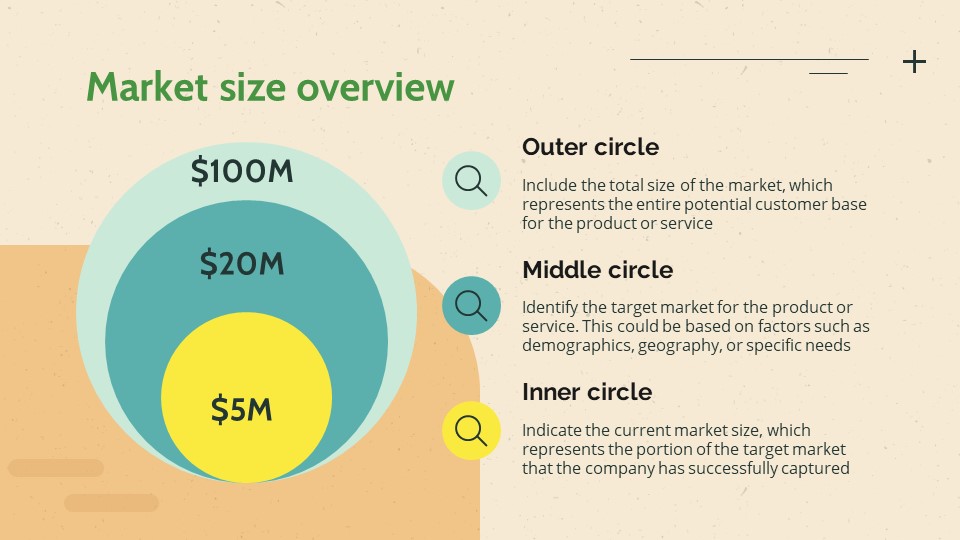 Market size overview
$100M
$20M
$5M
Outer circle
Include the total size of the market, which
represents the entire potential customer base
for the product or service
Middle circle
Identify the target market for the product or
service. This could be based on factors such as
demographics, geography, or specific needs
Inner circle
Indicate the current market size, which
represents the portion of the target market
that the company has successfully captured